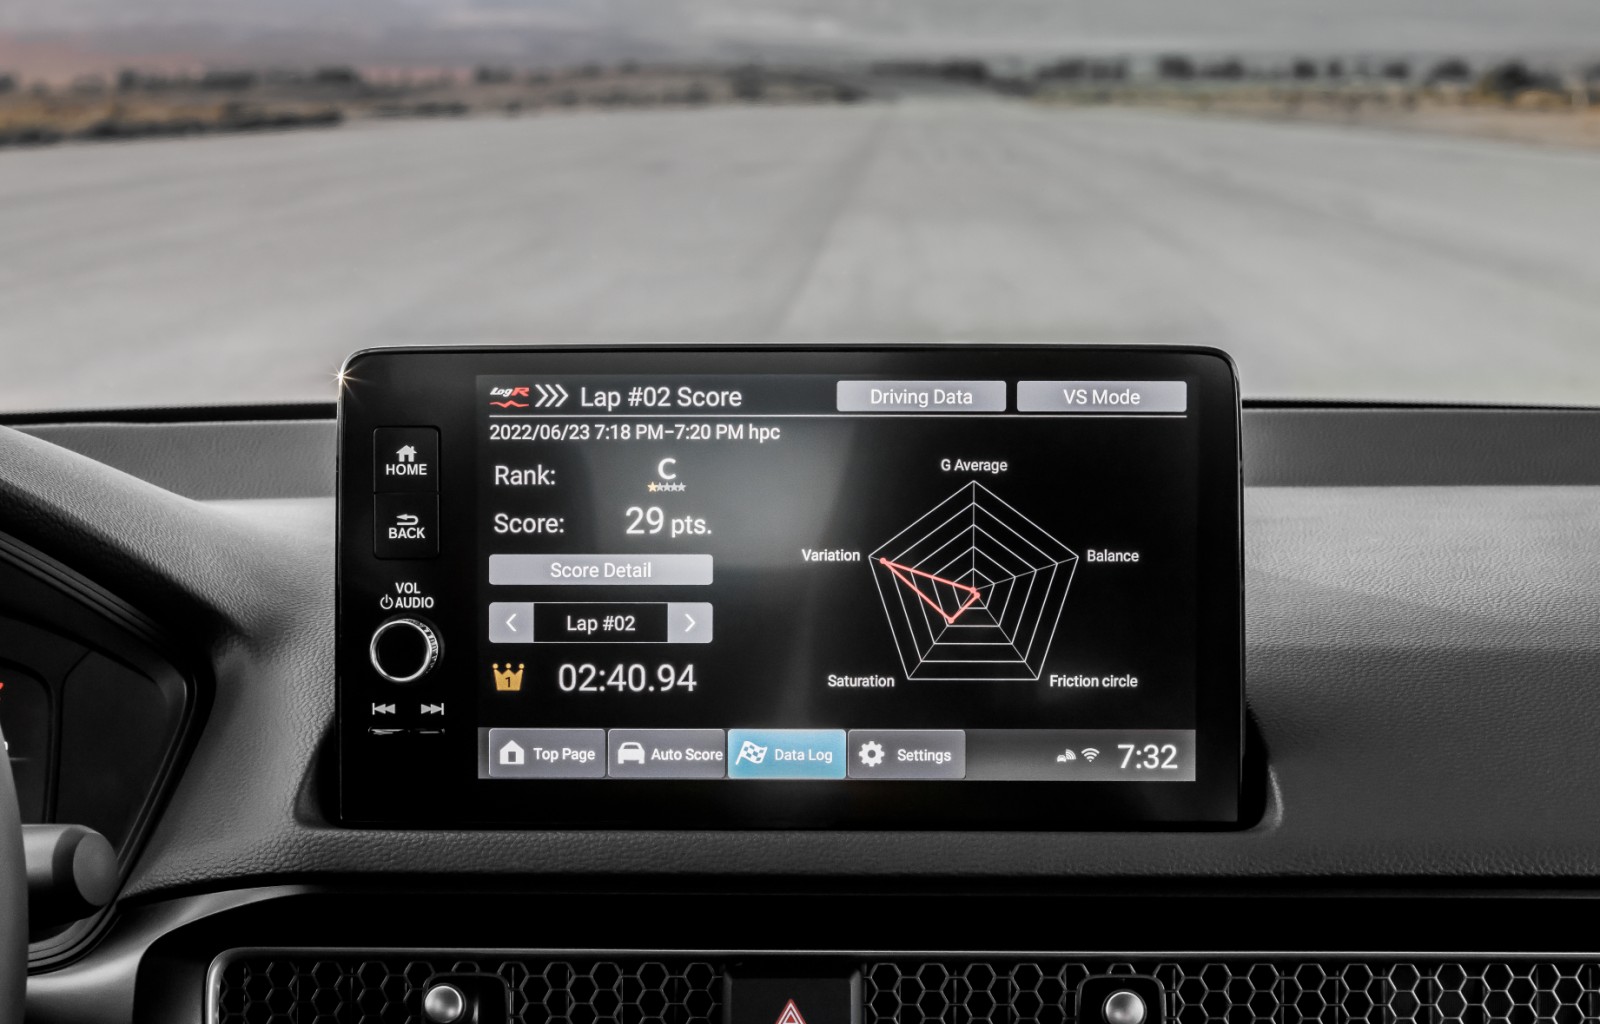 LogR >>> Lap #02 Score
Driving Data
VS Mode
2022/06/23 7:18 PM–7:20 PM hpc
Rank: C
Score: 29 pts.
Score Detail
Lap #02
1 02:40.94
G Average
Variation
Balance
Saturation
Friction circle
HOME
BACK
VOL
AUDIO
Top Page
Auto Score
Data Log
Settings
7:32